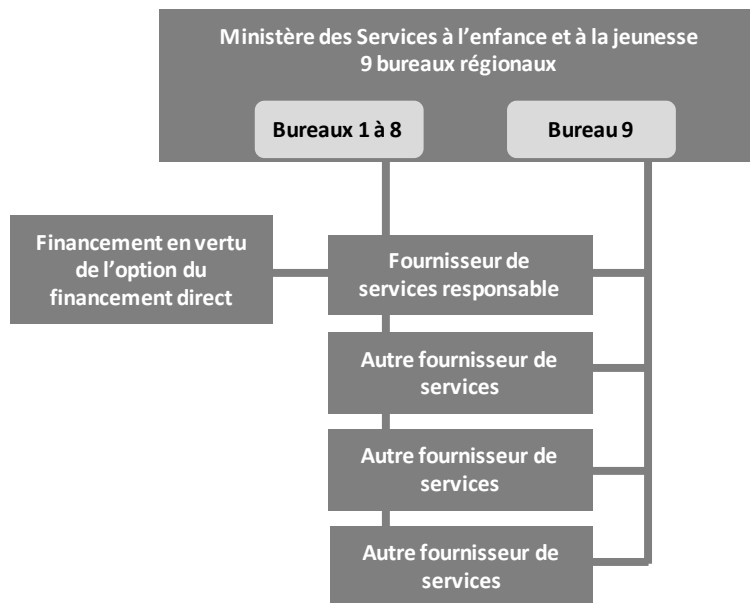 Ministère des Services à l’enfance et à la jeunesse
9 bureaux régionaux
Bureaux 1 à 8
Bureau 9
Financement en vertu
de l’option du
financement direct
Fournisseur de
services responsable
Autre fournisseur de
services
Autre fournisseur de
services
Autre fournisseur de
services